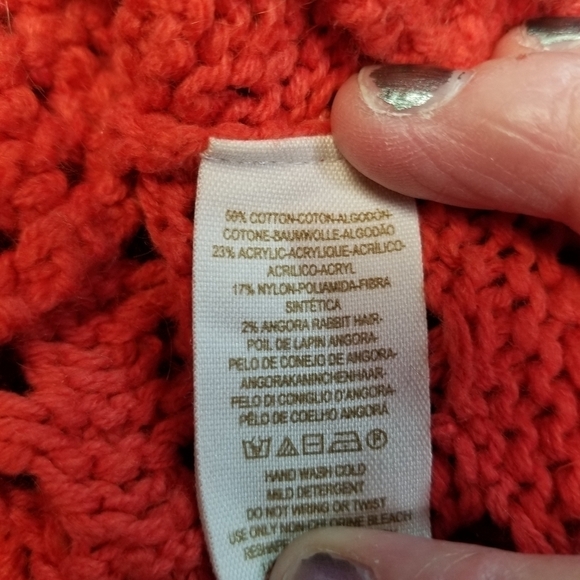 COTTON-COTON-ALGODÓN-
COTONE-BAUMWOLLE-ALGODÃO
23% ACRYLIC-ACRYLIQUE-ACRÍLICO-
ACRILICO-ACRYL
17% NYLON-POLIAMIDA-FIBRA
SINTÉTICA
2% ANGORA RABBIT HAIR-
POIL DE LAPIN ANGORA-
PELO DE CONEJO DE ANGORA-
ANGORAKANINCHENHAAR-
PELO DI CONIGLIO D'ANGORA-
PÊLO DE COELHO ANGORÁ
P
HAND WASH COLD
MILD DETERGENT
DO NOT WRING OR TWIST
USE ONLY NON-CHLORINE BLEACH